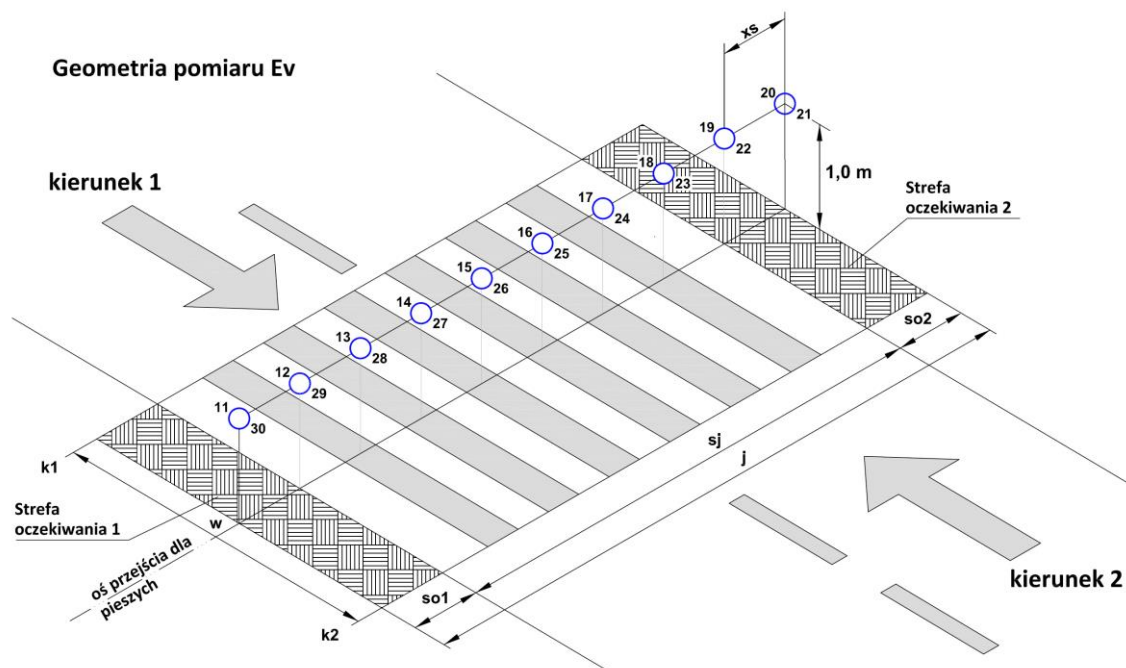 Geometria pomiaru Ev
xs
20
21
19
22
1,0 m
18
23
kierunek 1
Strefa
oczekiwania 2
17
24
16
25
15
26
14
27
13
28
12
29
11
30
so2
sj
j
k1
Strefa
oczekiwania 1
w
oś przejścia dla
pieszych
so1
k2
kierunek 2